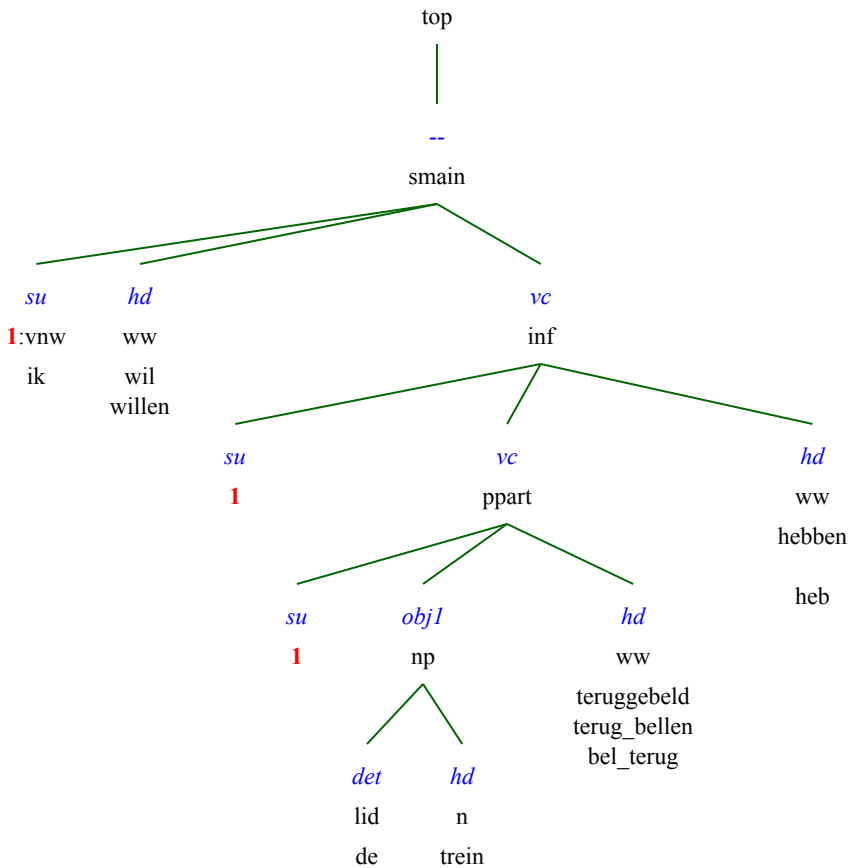 top
--
smain
su hd vc
1:vnw ww inf
ik wil
willen
su vc hd
1 ppart ww
hebben
heb
su obj1 hd
1 np ww
teruggebeld
terug_bellen
bel_terug
det hd
lid n
de trein